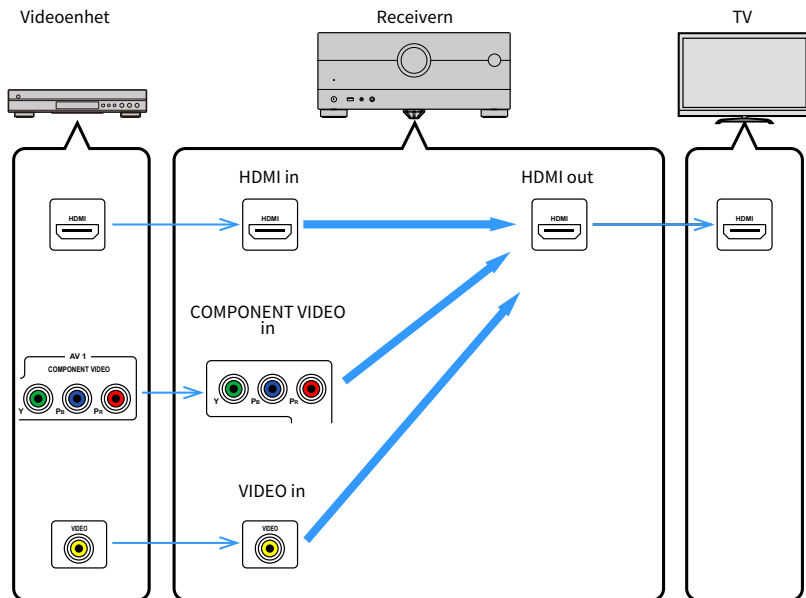 Videoenhet
Receivern
TV
HDMI in
HDMI out
HDMI
HDMI
HDMI
HDMI
COMPONENT VIDEO
in
AV 1
COMPONENT VIDEO
Y PB PR
Y PB PR
VIDEO in
VIDEO
VIDEO